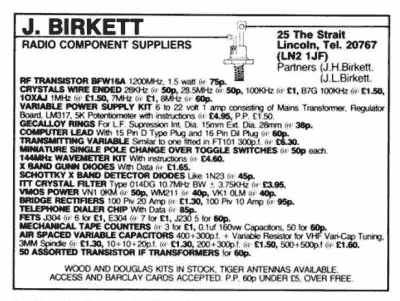 J. BIRKETT
RADIO COMPONENT SUPPLIERS
25 The Strait
Lincoln, Tel. 20767
(LN2 1JF)
Partners (J.H.Birkett.
(J.L.Birkett.
RF TRANSISTOR BFW16A 1200MHz, 1.5 watt @ 75p.
CRYSTALS WIRE ENDED 28KHz @ 50p, 28.5MHz @ 50p, 100KHz @ £1, B7G 100KHz @ £1.50,
10XAJ 1MHz @ £1.50, 7MHz @ £1, 8MHz @ 60p.
VARIABLE POWER SUPPLY KIT 6 to 22 volt 1 amp consisting of Mains Transformer, Regulator
Board, LM317, 5K Potentiometer with instructions @ £4.95, P.P. £1.50.
GECALLOY RINGS For L.F. Supression Int. Dia. 15mm Ext. Dia. 26mm @ 38p.
COMPUTER LEAD With 15 Pin D Type Plug and 16 Pin Dil Plug @ 60p.
TRANSMITTING VARIABLE Similar to one fitted in FT101 300p.f. @ £6.30.
MINIATURE SINGLE POLE CHANGE OVER TOGGLE SWITCHES @ 50p each.
144MHz WAVEMETER KIT With instructions @ £4.60.
X BAND GUNN DIODES With Data @ £1.65.
SCHOTTKY X BAND DETECTOR DIODES Like 1N23 @ 45p.
ITT CRYSTAL FILTER Type 014DG 10.7MHz BW ± 3.75KHz @ £3.95.
VMOS POWER VN1 0KM @ 50p, WM211 @ 40p, VK1 0LM @ 40p.
BRIDGE RECTIFIERS 100 Piv 20 Amp @ £1.30, 100 Piv 10 Amp @ 95p.
TELEPHONE DIALER CHIP With Data @ 85p.
FETS J304 @ 6 for £1, E304 @ 7 for £1, J230 5 for 60p.
MECHANICAL TAPE COUNTERS @ 3 for £1, 0.1uf 160vw Capacitors, 50 for 60p.
AIR SPACED VARIABLE CAPACITORS 400+300p.f. + Variable Resistor for VHF Vari-Cap Tuning,
3MM Spindle @ £1.30, 10+10+20p.f. @ £1.30, 200+300p.f. @ £1.50, 500+500p.f @ £1.60.
50 ASSORTED TRANSISTOR IF TRANSFORMERS for 60p.
WOOD AND DOUGLAS KITS IN STOCK, TIGER ANTENNAS AVAILABLE,
ACCESS AND BARCLAY CARDS ACCEPTED. P.P. 60p UNDER £5, OVER FREE.